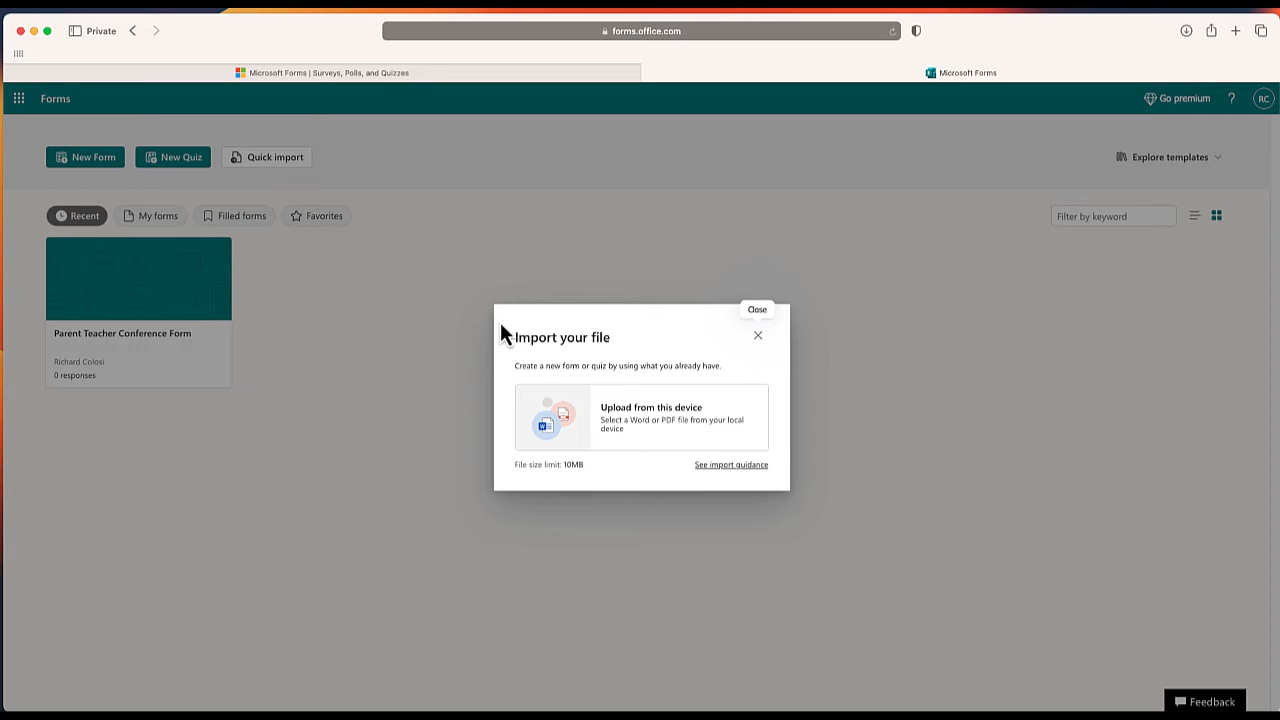 Private
forms.office.com
Microsoft Forms | Surveys, Polls, and Quizzes
Microsoft Forms
Forms
Go premium
?
RC
New Form
New Quiz
Quick import
Explore templates
Recent
My forms
Filled forms
Favorites
Filter by keyword
Parent Teacher Conference Form
Richard Colosi
0 responses
Close
Import your file
Create a new form or quiz by using what you already have.
Upload from this device
Select a Word or PDF file from your local
device
File size limit: 10MB
See import guidance
Feedback